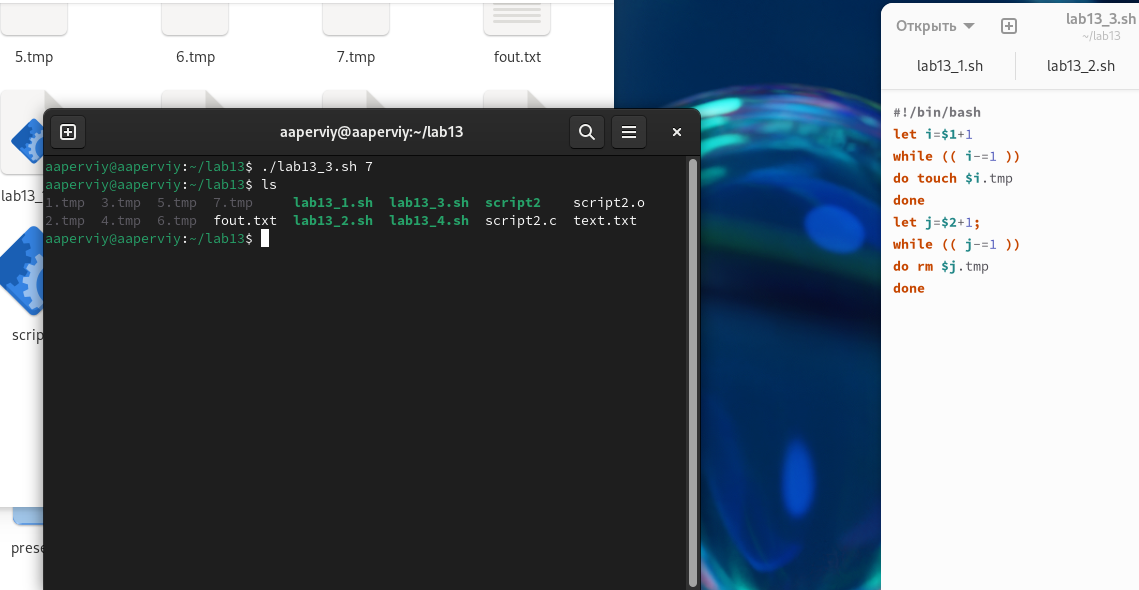 5.tmp 6.tmp 7.tmp fout.txt
lab13_
scrip
prese
aaperviy@aaperviy:~/lab13
aaperviy@aaperviy:~/lab13$ ./lab13_3.sh 7
aaperviy@aaperviy:~/lab13$ ls
1.tmp 3.tmp 5.tmp 7.tmp lab13_1.sh lab13_3.sh script2 script2.o
2.tmp 4.tmp 6.tmp fout.txt lab13_2.sh lab13_4.sh script2.c text.txt
aaperviy@aaperviy:~/lab13$
Открыть lab13_3.sh
~/lab13
lab13_1.sh lab13_2.sh
#!/bin/bash
let i=$1+1
while (( i-=1 ))
do touch $i.tmp
done
let j=$2+1;
while (( j-=1 ))
do rm $j.tmp
done